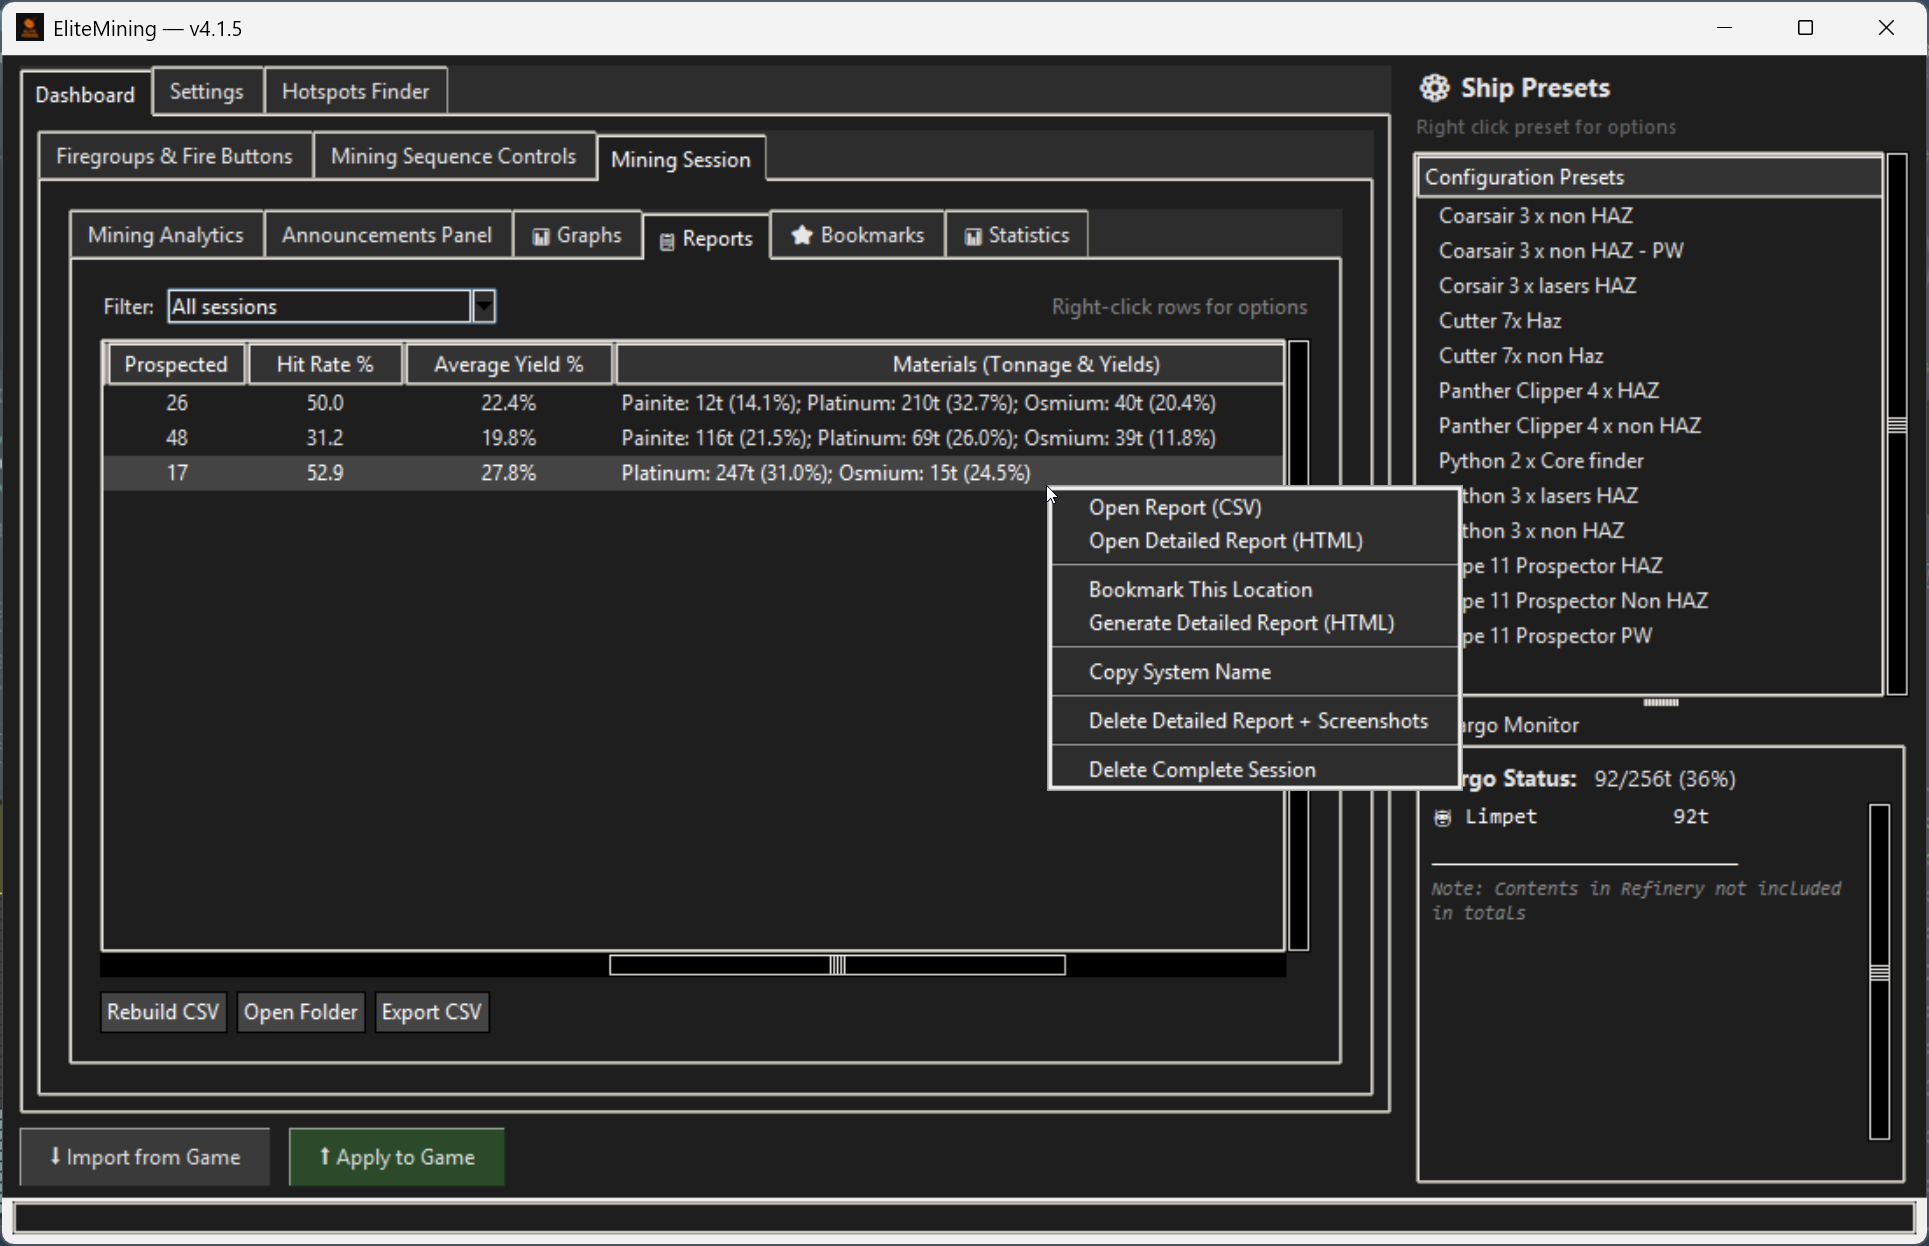 EliteMining — v4.1.5
Dashboard
Settings
Hotspots Finder
Firegroups & Fire Buttons
Mining Sequence Controls
Mining Session
Mining Analytics
Announcements Panel
Graphs
Reports
Bookmarks
Statistics
Filter:
All sessions
Right-click rows for options
Prospected
Hit Rate %
Average Yield %
Materials (Tonnage & Yields)
26
50.0
22.4%
Painite: 12t (14.1%); Platinum: 210t (32.7%); Osmium: 40t (20.4%)
48
31.2
19.8%
Painite: 116t (21.5%); Platinum: 69t (26.0%); Osmium: 39t (11.8%)
17
52.9
27.8%
Platinum: 247t (31.0%); Osmium: 15t (24.5%)
Open Report (CSV)
Open Detailed Report (HTML)
Bookmark This Location
Generate Detailed Report (HTML)
Copy System Name
Delete Detailed Report + Screenshots
Delete Complete Session
Rebuild CSV
Open Folder
Export CSV
Import from Game
Apply to Game
Ship Presets
Right click preset for options
Configuration Presets
Coarsair 3 x non HAZ
Coarsair 3 x non HAZ - PW
Corsair 3 x lasers HAZ
Cutter 7x Haz
Cutter 7x non Haz
Panther Clipper 4 x HAZ
Panther Clipper 4 x non HAZ
Python 2 x Core finder
thon 3 x lasers HAZ
thon 3 x non HAZ
pe 11 Prospector HAZ
pe 11 Prospector Non HAZ
pe 11 Prospector PW
argo Monitor
rgo Status: 92/256t (36%)
Limpet 92t
Note: Contents in Refinery not included
in totals